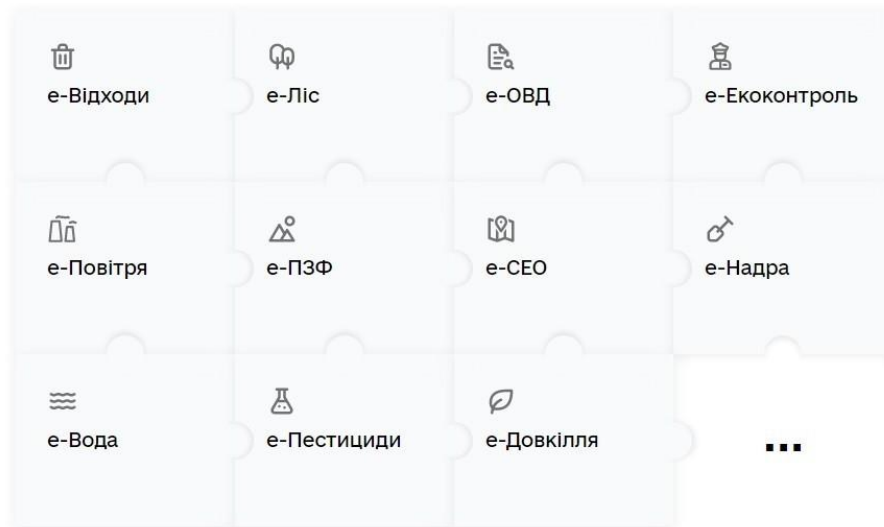 е-Відходи
е-Ліс
е-ОВД
е-Екоконтроль
е-Повітря
е-ПЗФ
е-СЕО
е-Надра
е-Вода
е-Пестициди
е-Довкілля
...